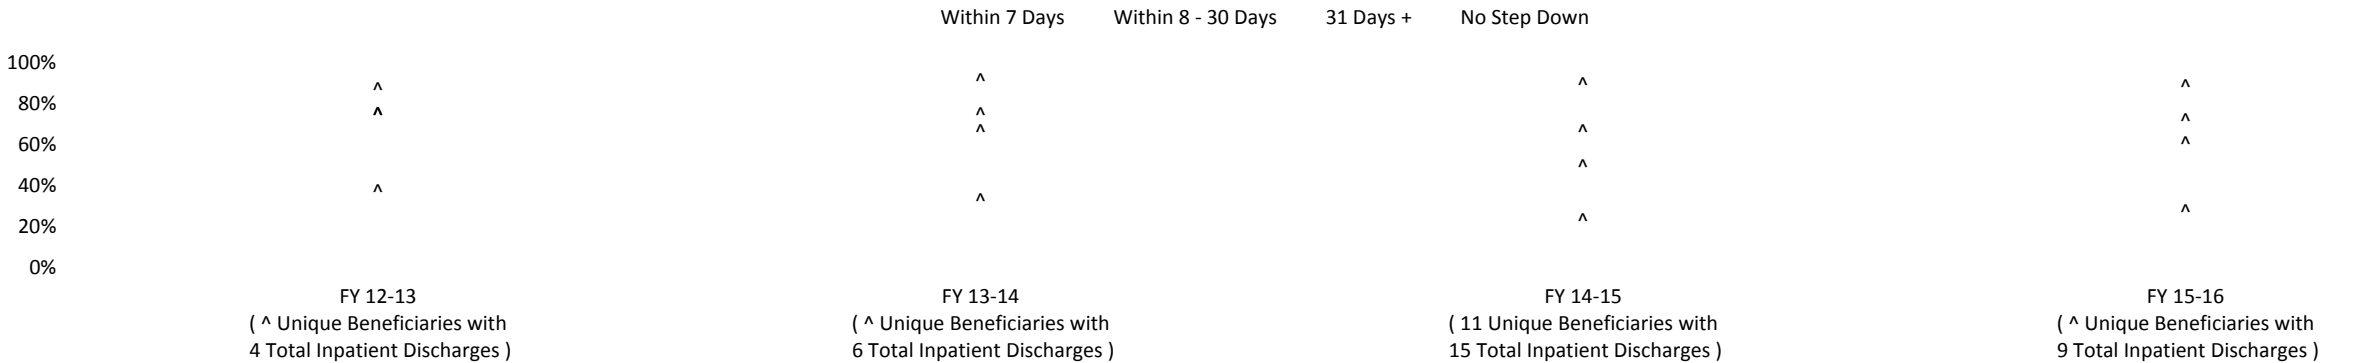 Within 7 Days Within 8 - 30 Days 31 Days + No Step Down
100%
^ ^ ^ ^
80%
^ ^ ^
^ ^ ^
60%
^ ^
40%
^ ^ ^ ^
20%
0%
FY 12-13 FY 13-14 FY 14-15 FY 15-16
( ^ Unique Beneficiaries with ( ^ Unique Beneficiaries with ( 11 Unique Beneficiaries with ( ^ Unique Beneficiaries with
4 Total Inpatient Discharges ) 6 Total Inpatient Discharges ) 15 Total Inpatient Discharges ) 9 Total Inpatient Discharges )